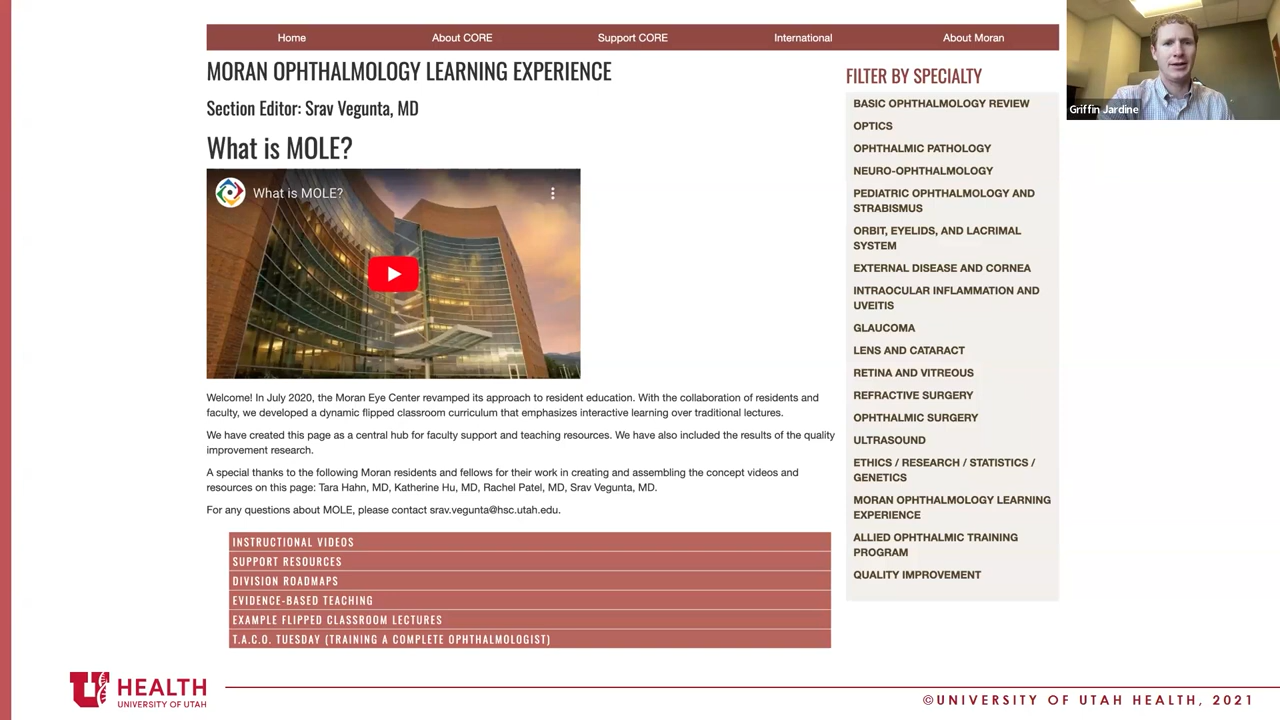 Home About CORE Support CORE International About Moran
MORAN OPHTHALMOLOGY LEARNING EXPERIENCE
Section Editor: Srav Vegunta, MD
What is MOLE?
What is MOLE?
Welcome! In July 2020, the Moran Eye Center revamped its approach to resident education. With the collaboration of residents and
faculty, we developed a dynamic flipped classroom curriculum that emphasizes interactive learning over traditional lectures.
We have created this page as a central hub for faculty support and teaching resources. We have also included the results of the quality
improvement research.
A special thanks to the following Moran residents and fellows for their work in creating and assembling the concept videos and
resources on this page: Tara Hahn, MD, Katherine Hu, MD, Rachel Patel, MD, Srav Vegunta, MD.
For any questions about MOLE, please contact srav.vegunta@hsc.utah.edu.
INSTRUCTIONAL VIDEOS
SUPPORT RESOURCES
DIVISION ROADMAPS
EVIDENCE-BASED TEACHING
EXAMPLE FLIPPED CLASSROOM LECTURES
T.A.C.O. TUESDAY (TRAINING A COMPLETE OPHTHALMOLOGIST)
FILTER BY SPECIALTY
BASIC OPHTHALMOLOGY REVIEW
OPTICS
OPHTHALMIC PATHOLOGY
NEURO-OPHTHALMOLOGY
PEDIATRIC OPHTHALMOLOGY AND
STRABISMUS
ORBIT, EYELIDS, AND LACRIMAL
SYSTEM
EXTERNAL DISEASE AND CORNEA
INTRAOCULAR INFLAMMATION AND
UVEITIS
GLAUCOMA
LENS AND CATARACT
RETINA AND VITREOUS
REFRACTIVE SURGERY
OPHTHALMIC SURGERY
ULTRASOUND
ETHICS / RESEARCH / STATISTICS /
GENETICS
MORAN OPHTHALMOLOGY LEARNING
EXPERIENCE
ALLIED OPHTHALMIC TRAINING
PROGRAM
QUALITY IMPROVEMENT
Griffin Jardine
U HEALTH
UNIVERSITY OF UTAH
©UNIVERSITY OF UTAH HEALTH, 2021